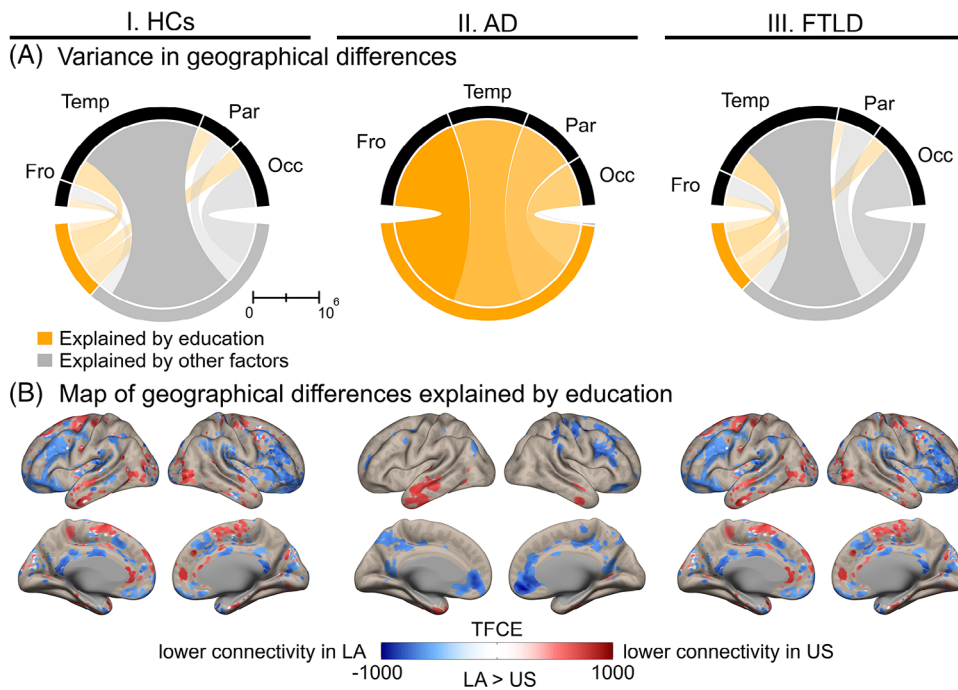 I. HCs
II. AD
III. FTLD
(A) Variance in geographical differences
Temp
Par
Fro
Occ
Temp
Fro
Par
Occ
Temp
Par
Fro
Occ
0 10^6
Explained by education
Explained by other factors
(B) Map of geographical differences explained by education
TFCE
lower connectivity in LA
lower connectivity in US
-1000
1000
LA > US